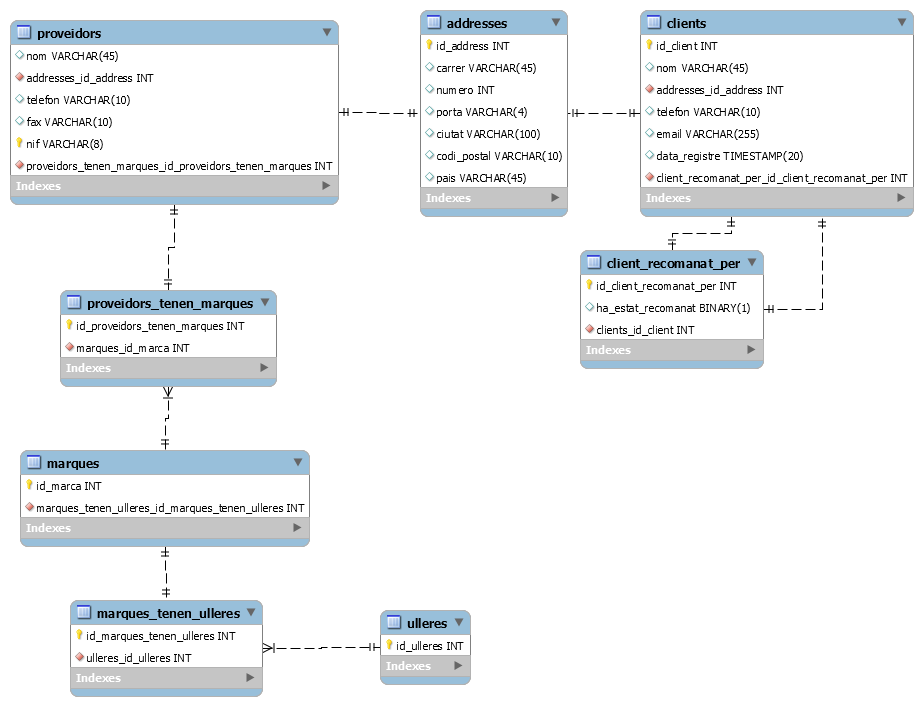 proveidors
nom VARCHAR(45)
addresses_id_address INT
telefon VARCHAR(10)
fax VARCHAR(10)
nif VARCHAR(8)
proveidors_tenen_marques_id_proveidors_tenen_marques INT
Indexes
addresses
id_address INT
carrer VARCHAR(45)
numero INT
porta VARCHAR(4)
ciutat VARCHAR(100)
codi_postal VARCHAR(10)
pais VARCHAR(45)
Indexes
clients
id_client INT
nom VARCHAR(45)
addresses_id_address INT
telefon VARCHAR(10)
email VARCHAR(255)
data_registre TIMESTAMP(20)
client_recomanat_per_id_client_recomanat_per INT
Indexes
client_recomanat_per
id_client_recomanat_per INT
ha_estat_recomanat BINARY(1)
clients_id_client INT
Indexes
proveidors_tenen_marques
id_proveidors_tenen_marques INT
marques_id_marca INT
Indexes
marques
id_marca INT
marques_tenen_ulleres_id_marques_tenen_ulleres INT
Indexes
marques_tenen_ulleres
id_marques_tenen_ulleres INT
ulleres_id_ulleres INT
Indexes
ulleres
id_ulleres INT
Indexes